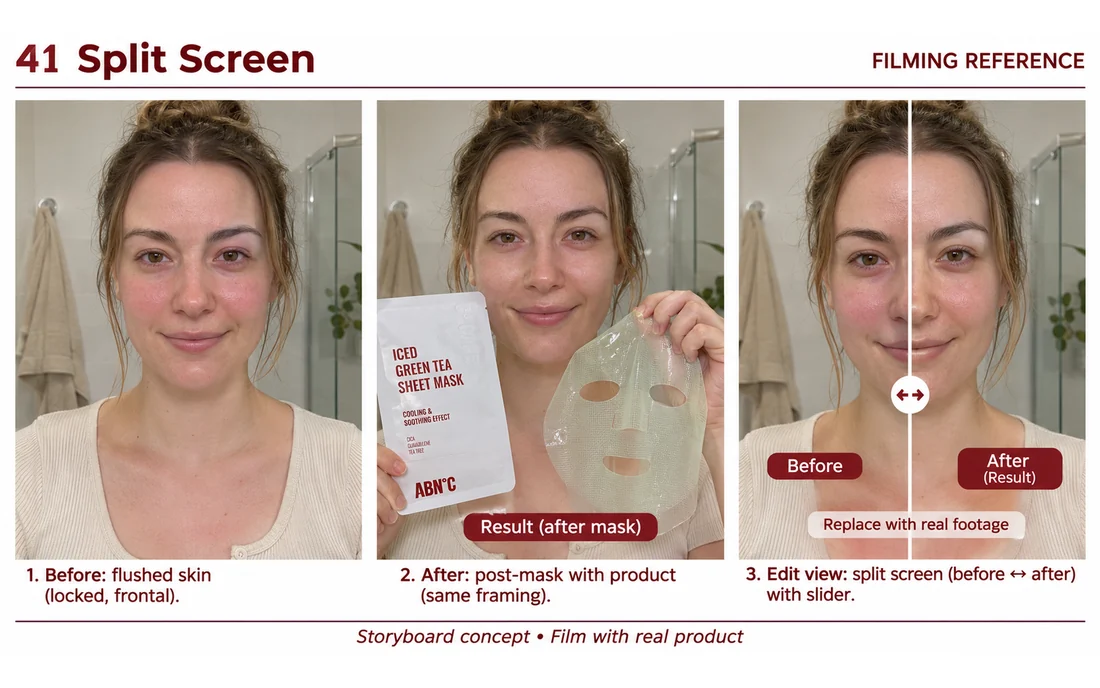 41 Split Screen
FILMING REFERENCE
ICED
GREEN TEA
SHEET MASK
COOLING &
SOOTHING EFFECT
CICA
TEA TREE
ABN°C
Result (after mask)
Before
After
(Result)
Replace with real footage
1. Before: flushed skin
(locked, frontal).
2. After: post-mask with product
(same framing).
3. Edit view: split screen (before ↔ after)
with slider.
Storyboard concept • Film with real product